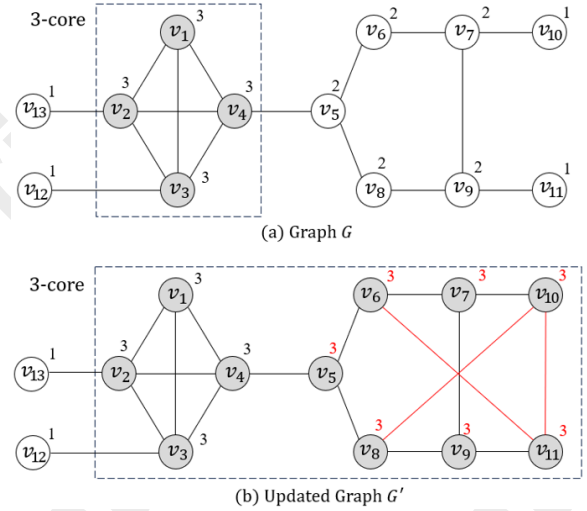 3-core
3
v₁
1
v₁₃
3
v₂
3
v₄
1
v₁₂
3
v₃
2
v₅
2
v₆
2
v₇
1
v₁₀
2
v₈
2
v₉
1
v₁₁
(a) Graph G
3-core
3
v₁
1
v₁₃
3
v₂
3
v₄
1
v₁₂
3
v₃
3
v₅
3
v₆
3
v₇
3
v₁₀
3
v₈
3
v₉
3
v₁₁
(b) Updated Graph G′